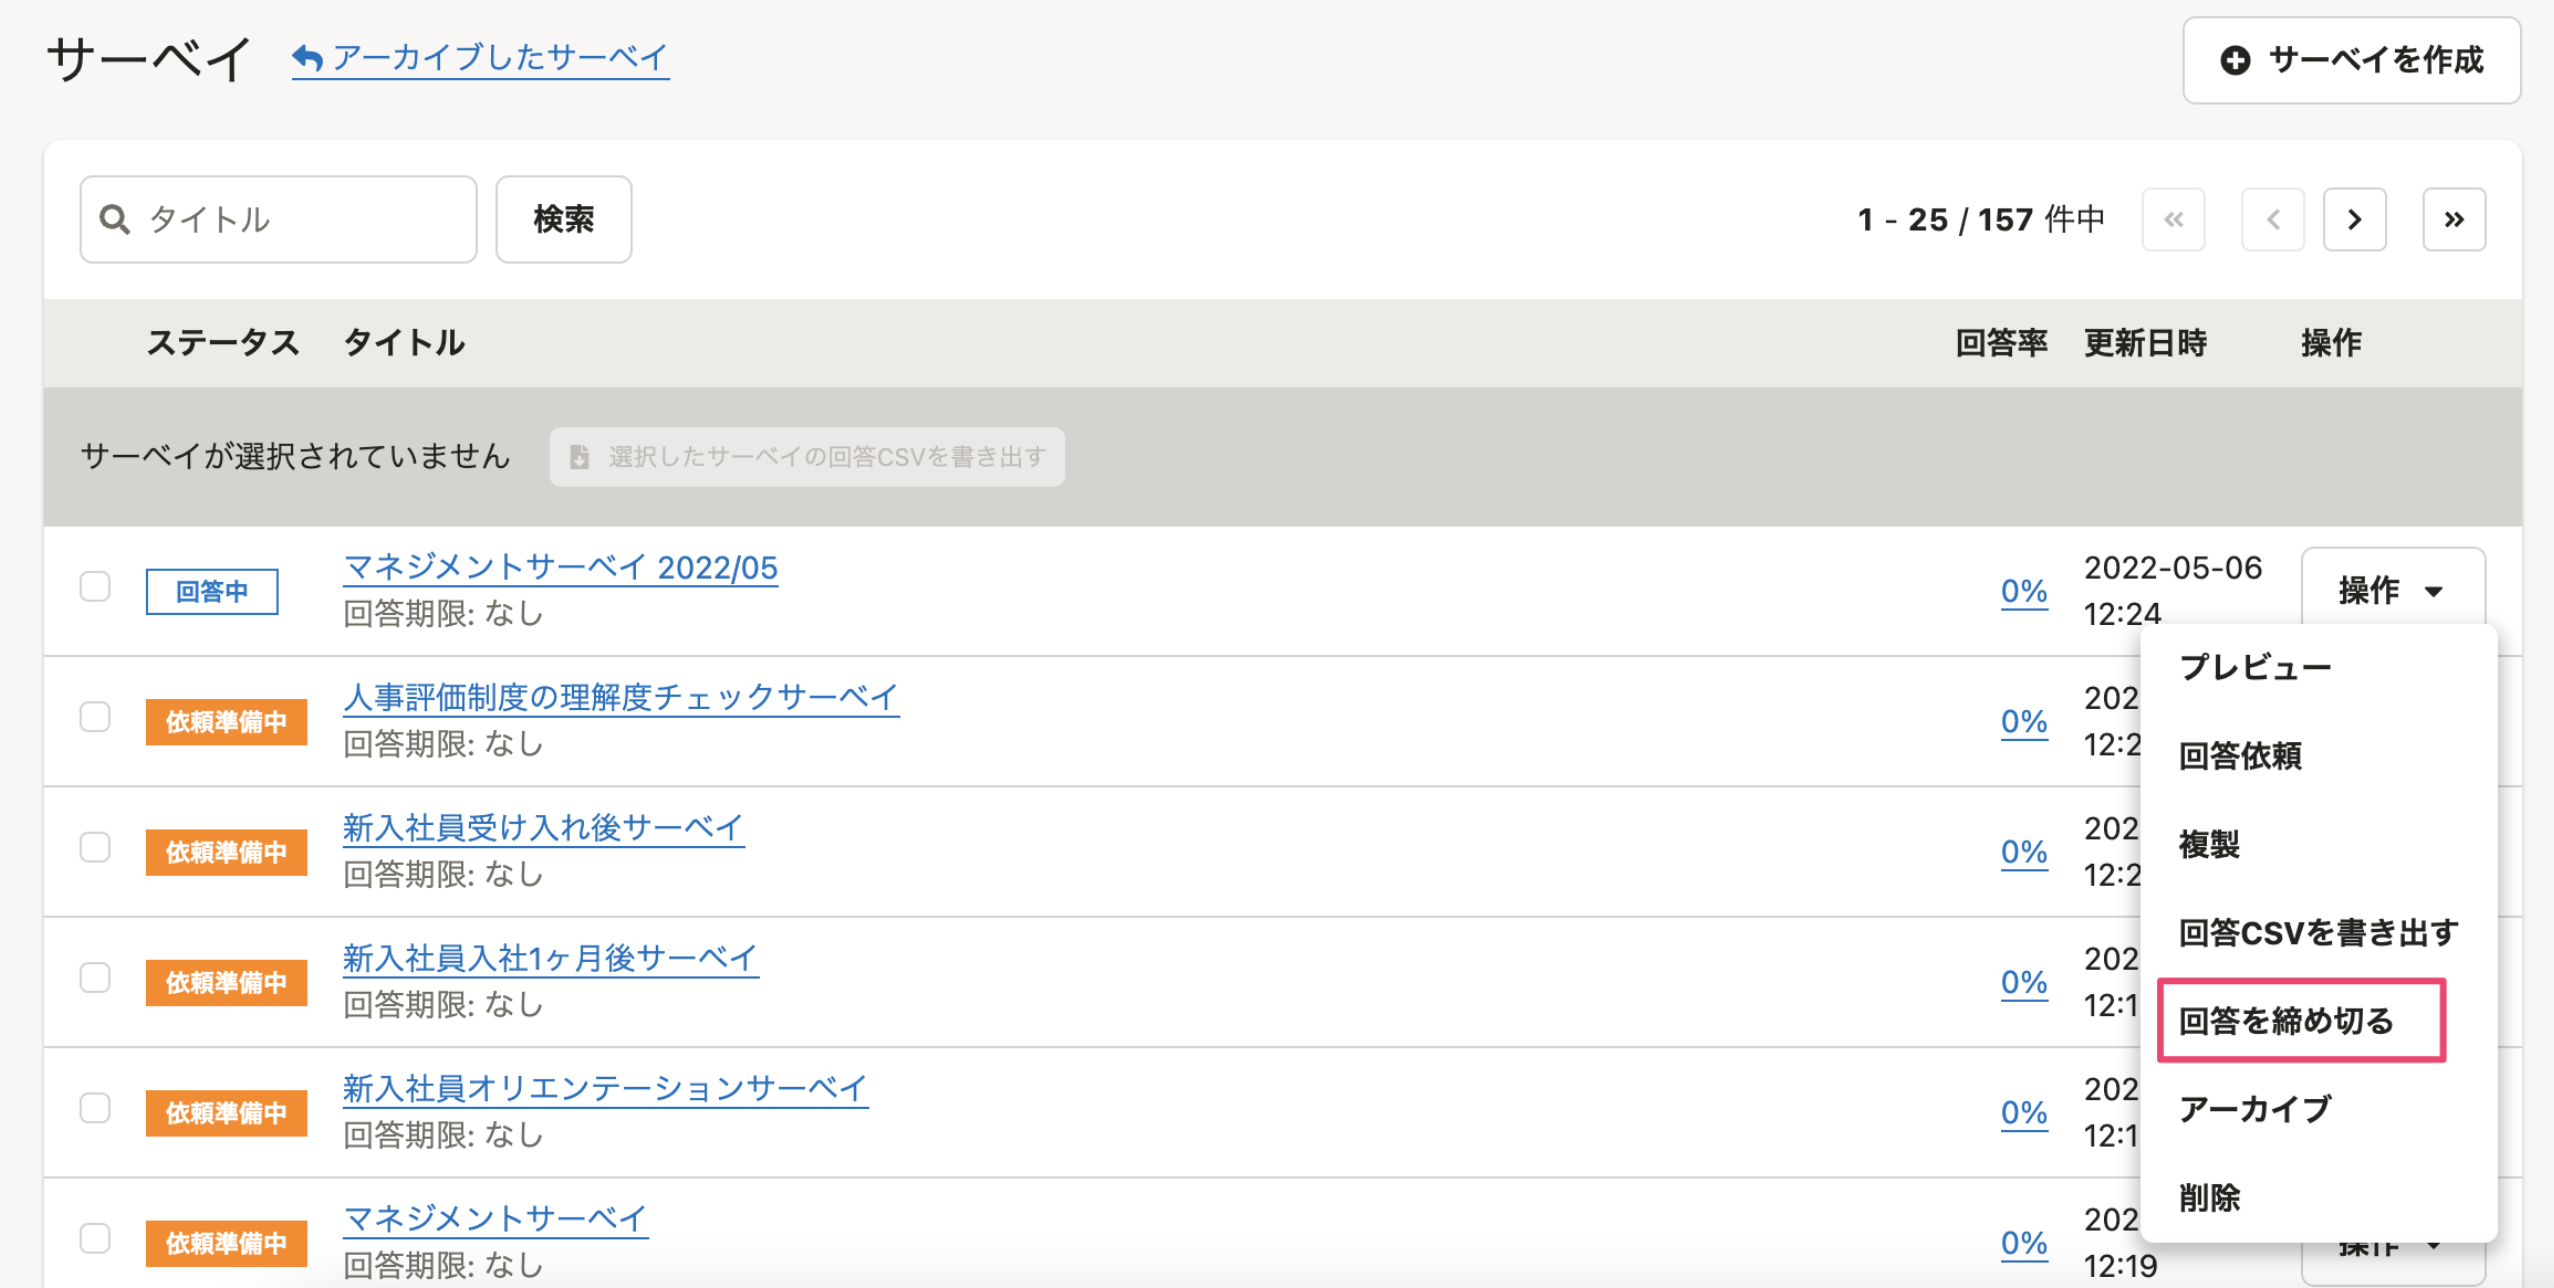 サーベイ アーカイブしたサーベイ サーベイを作成
タイトル 検索 1 - 25 / 157 件中
ステータス タイトル 回答率 更新日時 操作
サーベイが選択されていません 選択したサーベイの回答CSVを書き出す
回答中 マネジメントサーベイ 2022/05 0% 2022-05-06 操作
回答期限: なし 12:24
プレビュー
依頼準備中 人事評価制度の理解度チェックサーベイ 0% 202
回答期限: なし 12:2
回答依頼
依頼準備中 新入社員受け入れ後サーベイ 0% 202
複製
回答期限: なし 12:2
回答CSVを書き出す
依頼準備中 新入社員入社1ヶ月後サーベイ 0% 202
回答期限: なし 12:1
回答を締め切る
依頼準備中 新入社員オリエンテーションサーベイ 0% 202
アーカイブ
回答期限: なし 12:1
削除
依頼準備中 マネジメントサーベイ 0% 202
操作
回答期限: なし 12:19